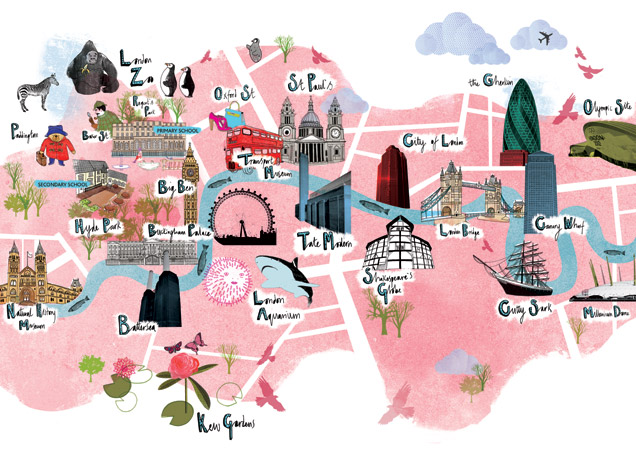 London
Zoo
Regent's
Park
Oxford St
St Paul's
the Gherkin
Olympic Site
Paddington
Baker St
PRIMARY SCHOOL
City of London
Transport
Museum
SECONDARY SCHOOL
Big Ben
Hyde Park
Buckingham Palace
Tate Modern
London Bridge
Canary Wharf
Shakespeare's
Globe
Natural History
Museum
Battersea
London
Aquarium
Cutty Sark
Millennium Dome
Kew Gardens